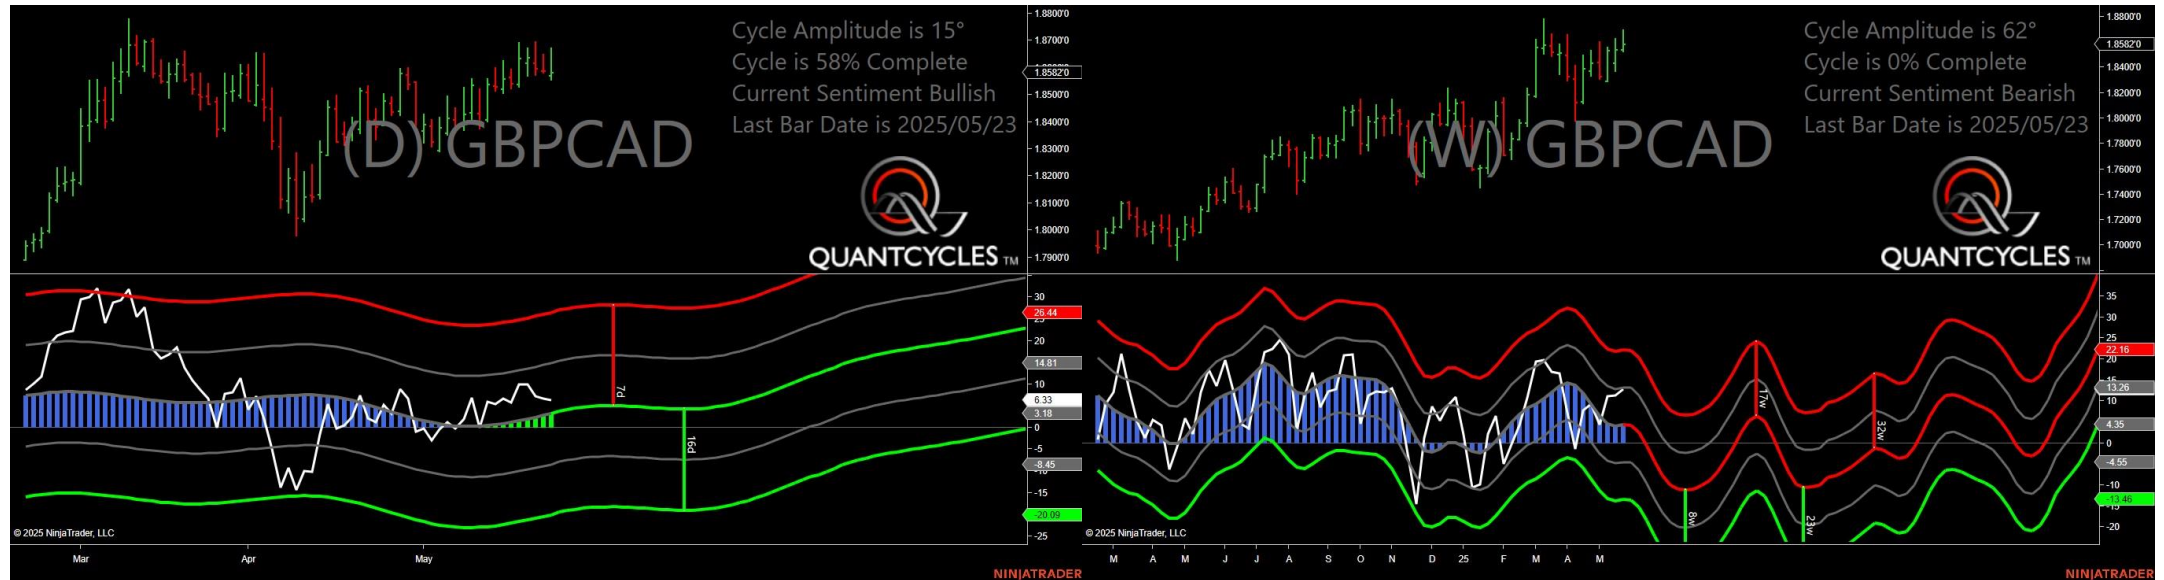 Cycle Amplitude is 15°
Cycle is 58% Complete
Current Sentiment Bullish
Last Bar Date is 2025/05/23
(D) GBPCAD
QUANTCYCLES TM
1.8800'0
1.8700'0
1.8582'0
1.8500'0
1.8400'0
1.8300'0
1.8200'0
1.8100'0
1.8000'0
1.7900'0
30
26.44
20
14.81
10
6.33
3.18
0
-5
-8.45
-15
-20.09
-25
7d
16d
© 2025 NinjaTrader, LLC
Mar Apr May
NINJATRADER
Cycle Amplitude is 62°
Cycle is 0% Complete
Current Sentiment Bearish
Last Bar Date is 2025/05/23
(W) GBPCAD
QUANTCYCLES TM
1.8800'0
1.8582'0
1.8400'0
1.8200'0
1.8000'0
1.7800'0
1.7600'0
1.7400'0
1.7200'0
1.7000'0
35
30
25
22.16
20
13.26
10
4.35
0
-4.55
-10
-13.46
-20
8w
17w
23w
32w
© 2025 NinjaTrader, LLC
M A M J J A S O N D 25 F M A M
NINJATRADER